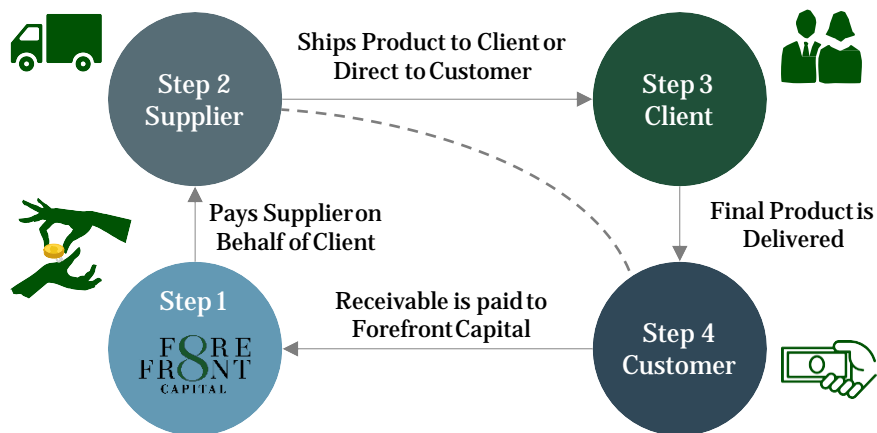 Step 2
Supplier
Ships Product to Client or
Direct to Customer
Step 3
Client
Pays Supplier on
Behalf of Client
Final Product is
Delivered
Step 1
FORE
FRONT
CAPITAL
Receivable is paid to
Forefront Capital
Step 4
Customer